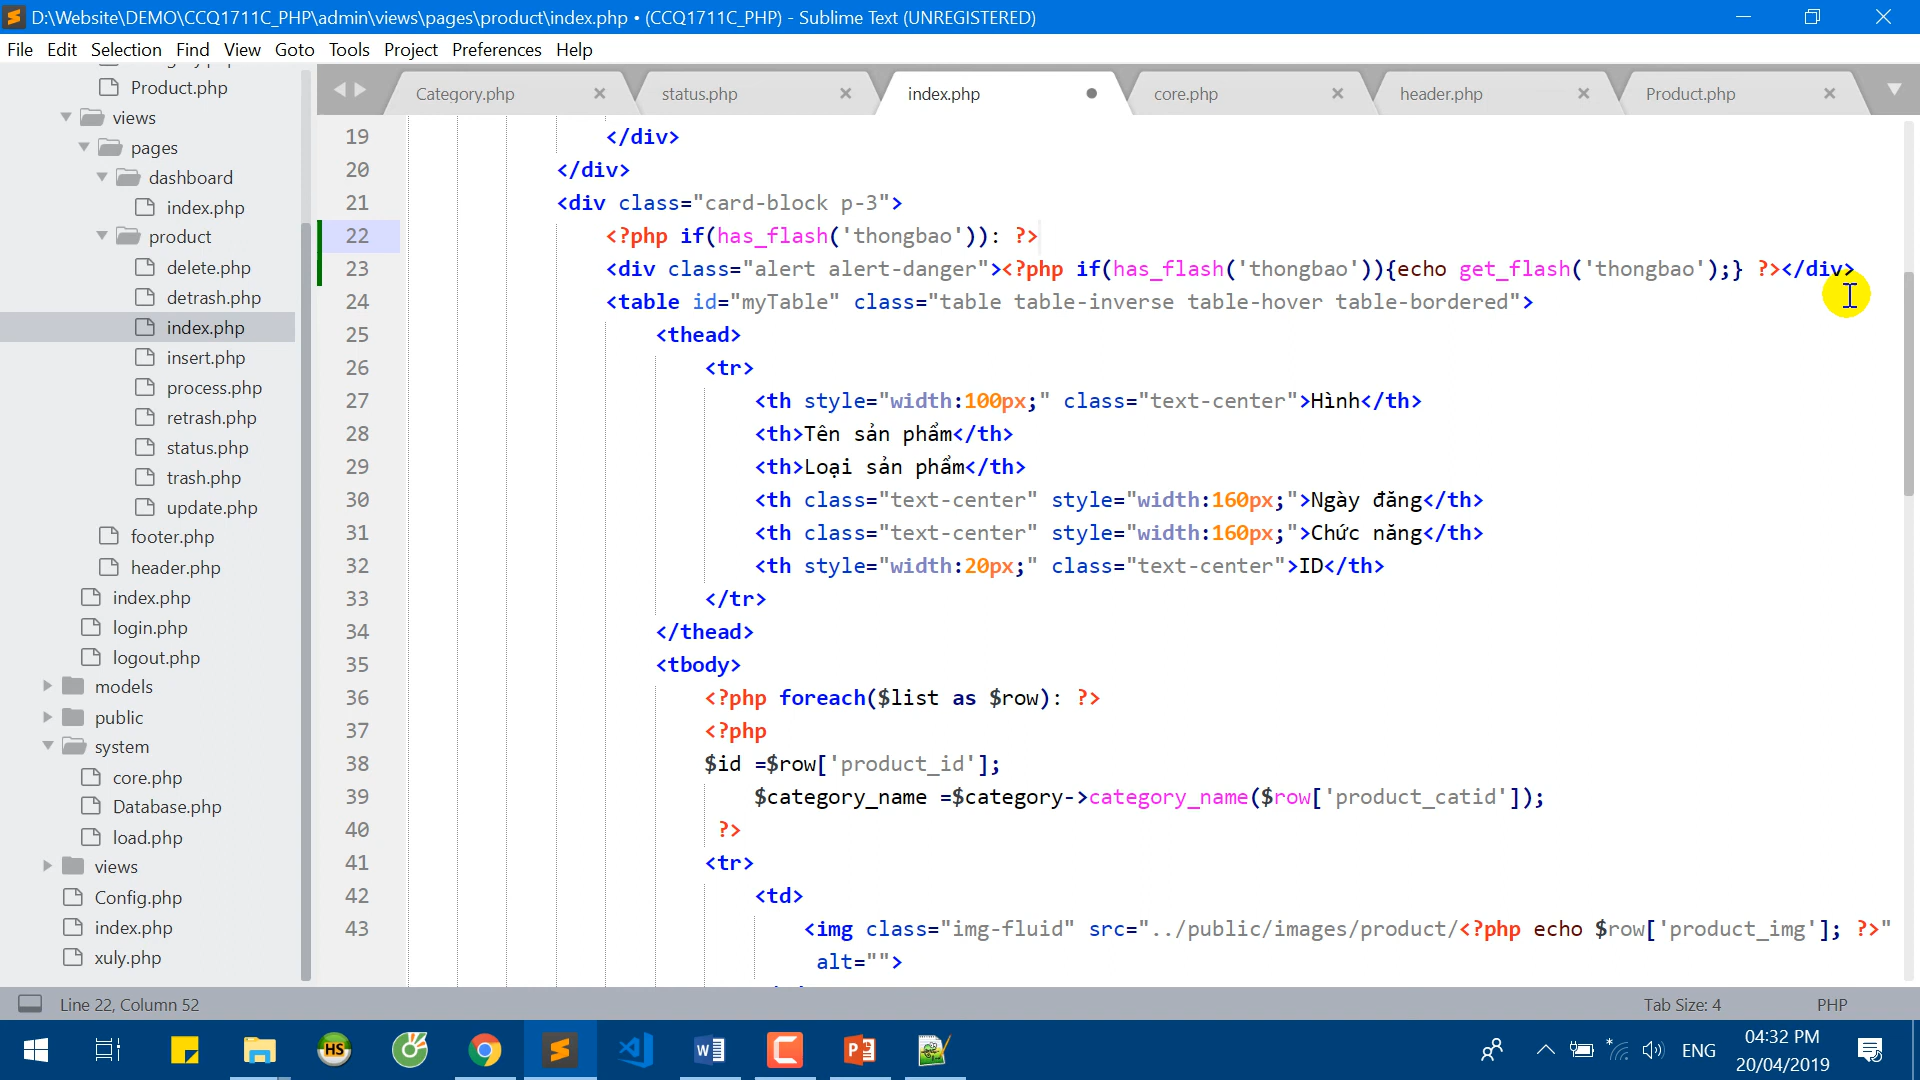 D:\Website\DEMO\CCQ1711C_PHP\admin\views\pages\product\index.php • (CCQ1711C_PHP) - Sublime Text (UNREGISTERED)
File Edit Selection Find View Goto Tools Project Preferences Help
Product.php
views
pages
dashboard
index.php
product
delete.php
detrash.php
index.php
insert.php
process.php
retrash.php
status.php
trash.php
update.php
footer.php
header.php
index.php
login.php
logout.php
models
public
system
core.php
Database.php
load.php
views
Config.php
index.php
xuly.php
Category.php status.php index.php core.php header.php Product.php
19 </div>
20 </div>
21 <div class="card-block p-3">
22 <?php if(has_flash('thongbao')): ?>
23 <div class="alert alert-danger"><?php if(has_flash('thongbao')){echo get_flash('thongbao');} ?></div>
24 <table id="myTable" class="table table-inverse table-hover table-bordered">
25 <thead>
26 <tr>
27 <th style="width:100px;" class="text-center">Hình</th>
28 <th>Tên sản phẩm</th>
29 <th>Loại sản phẩm</th>
30 <th class="text-center" style="width:160px;">Ngày đăng</th>
31 <th class="text-center" style="width:160px;">Chức năng</th>
32 <th style="width:20px;" class="text-center">ID</th>
33 </tr>
34 </thead>
35 <tbody>
36 <?php foreach($list as $row): ?>
37 <?php
38 $id =$row['product_id'];
39 $category_name =$category->category_name($row['product_catid']);
40 ?>
41 <tr>
42 <td>
43 <img class="img-fluid" src="../public/images/product/<?php echo $row['product_img']; ?>"
alt="">
Line 22, Column 52 Tab Size: 4 PHP
ENG
04:32 PM
20/04/2019